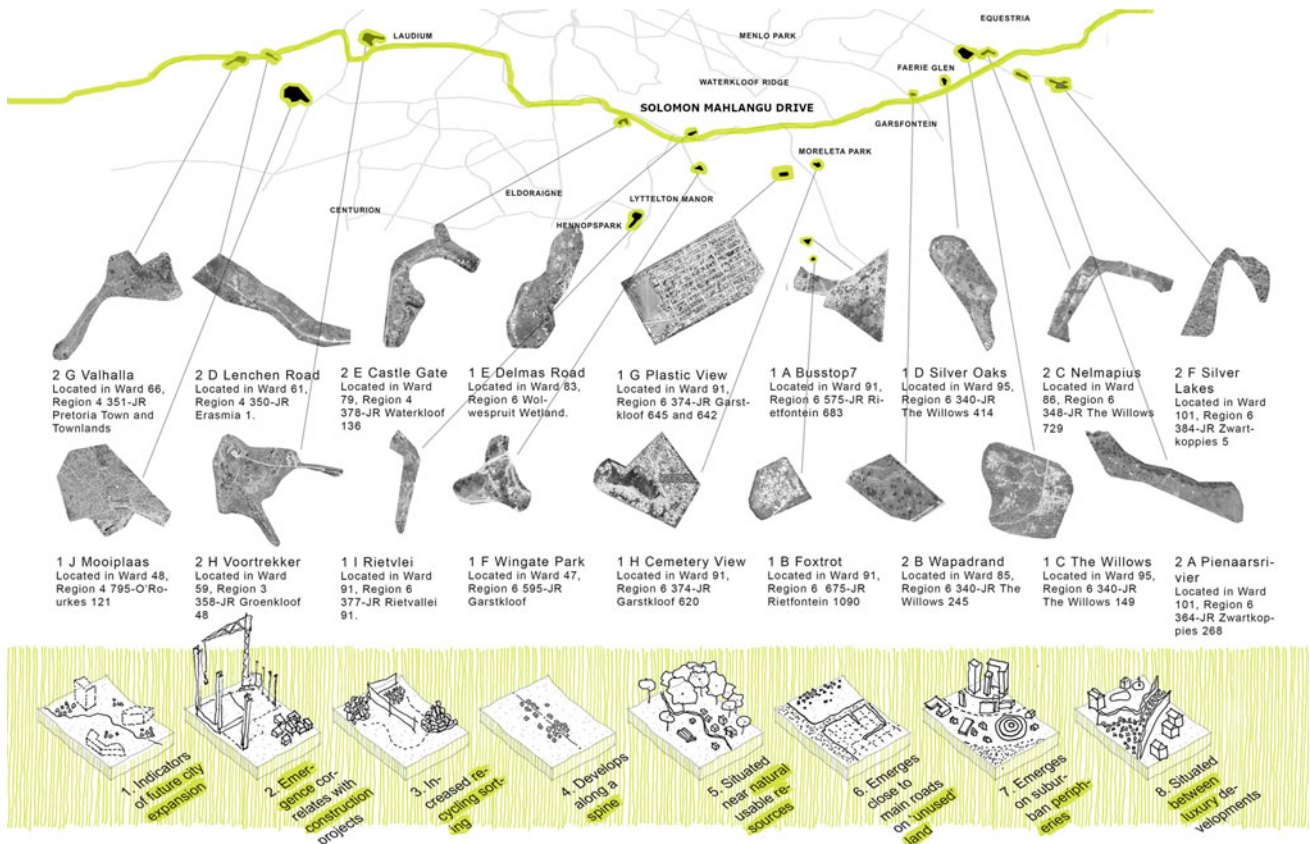 EQUESTRIA
LAUDIUM
MENLO PARK
FAERIE GLEN
WATERKLOOF RIDGE
SOLOMON MAHLANGU DRIVE
GARSFONTEIN
MORELETA PARK
ELDORAIGNE
LYTTELTON MANOR
CENTURION
HENNOPSPARK
2 G Valhalla
Located in Ward 66,
Region 4 351-JR
Pretoria Town and
Townlands
2 D Lenchen Road
Located in Ward 61,
Region 4 350-JR
Erasmia 1.
2 E Castle Gate
Located in Ward
79, Region 4
378-JR Waterkloof
136
1 E Delmas Road
Located in Ward 83,
Region 6 Wol-
wespruit Wetland.
1 G Plastic View
Located in Ward 91,
Region 6 374-JR Garst-
kloof 645 and 642
1 A Busstop7
Located in Ward 91,
Region 6 575-JR Ri-
etfontein 683
1 D Silver Oaks
Located in Ward 95,
Region 6 340-JR
The Willows 414
2 C Nelmapius
Located in Ward
86, Region 6
348-JR The Willows
729
2 F Silver
Lakes
Located in Ward
101, Region 6
384-JR Zwart-
koppies 5
1 J Mooiplaas
Located in Ward 48,
Region 4 795-O'Ro-
urkes 121
2 H Voortrekker
Located in Ward
59, Region 3
358-JR Groenkloof
48
1 I Rietvlei
Located in Ward
91, Region 6
377-JR Rietvallei
91.
1 F Wingate Park
Located in Ward 47,
Region 6 595-JR
Garstkloof
1 H Cemetery View
Located in Ward 91,
Region 6 374-JR
Garstkloof 620
1 B Foxtrot
Located in Ward 91,
Region 6 675-JR
Rietfontein 1090
2 B Wapadrand
Located in Ward 85,
Region 6 340-JR The
Willows 245
1 C The Willows
Located in Ward 95,
Region 6 340-JR
The Willows 149
2 A Pienaarsri-
vier
Located in Ward
101, Region 6
364-JR Zwartkop-
pies 268
1. Indicators
of future city
expansion
2. Emer-
gence cor-
relates with
construction
projects
3. In-
creased re-
cycling sort-
ing
4. Develops
along a
spine
5. Situated
near natural
usable re-
sources
6. Emerges
close to
main roads
on 'unused'
land
7. Emerges
on subur-
ban periph-
eries
8. Situated
between
luxury de-
velopments